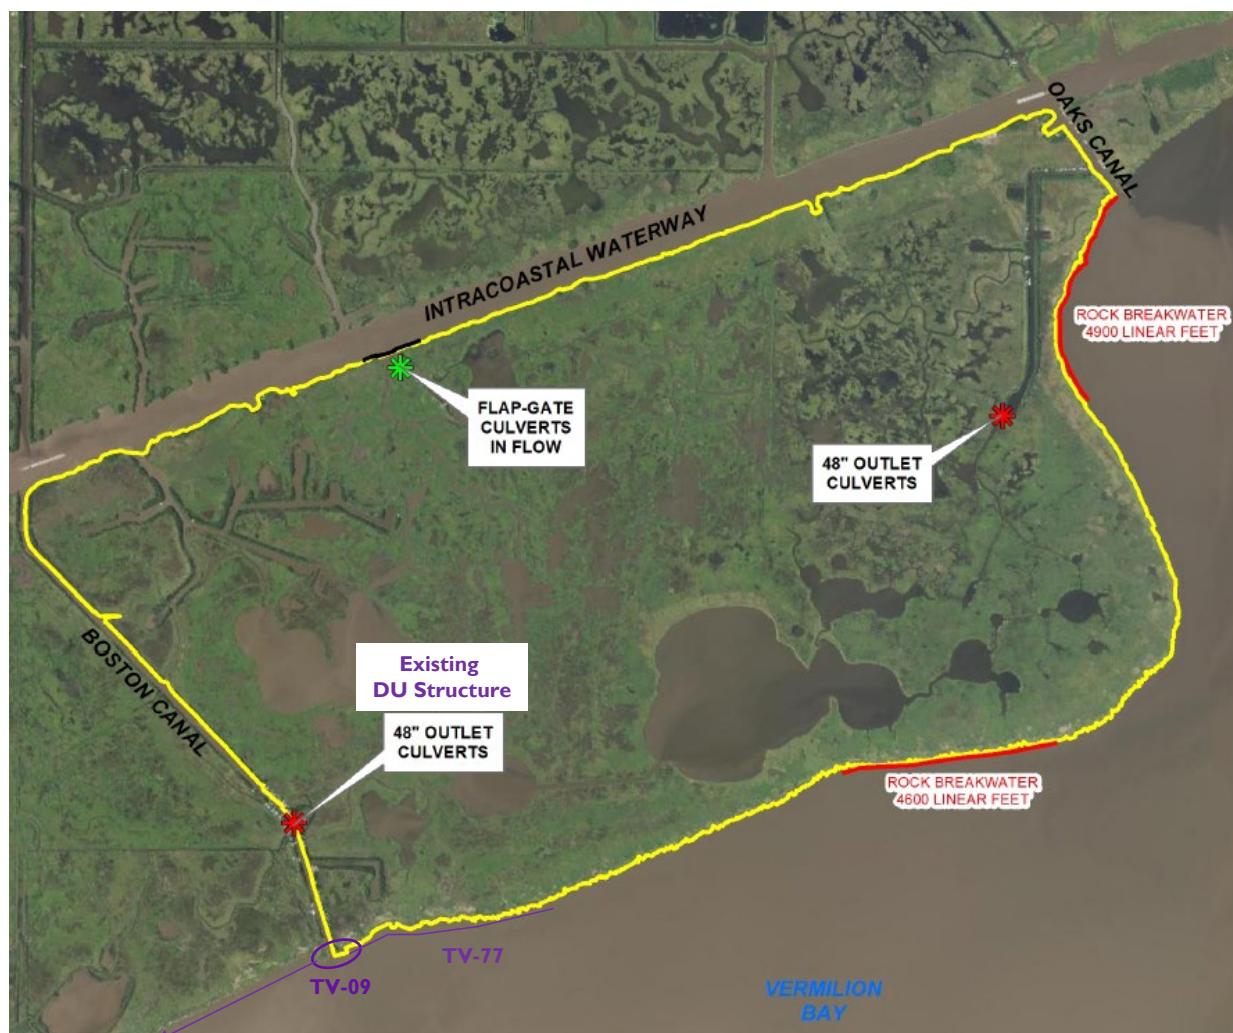 OAKS CANAL
INTRACOASTAL WATERWAY
ROCK BREAKWATER
4900 LINEAR FEET
FLAP-GATE
CULVERTS
IN FLOW
48" OUTLET
CULVERTS
BOSTON CANAL
Existing
DU Structure
48" OUTLET
CULVERTS
ROCK BREAKWATER
4600 LINEAR FEET
TV-77
TV-09
VERMILION
BAY